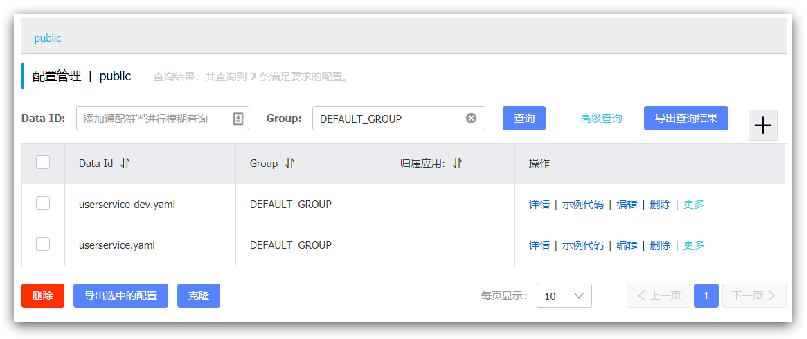 public
配置管理 | public 查询结果：共查询到 2 条满足要求的配置。
Data ID: 添加通配符'*'进行模糊查询 Group: DEFAULT_GROUP 查询 高级查询 导出查询结果 +
Data Id Group 归属应用: 操作
userservice-dev.yaml DEFAULT_GROUP 详情 | 示例代码 | 编辑 | 删除 | 更多
userservice.yaml DEFAULT_GROUP 详情 | 示例代码 | 编辑 | 删除 | 更多
删除 导出选中的配置 克隆 每页显示: 10 < 上一页 1 下一页 >